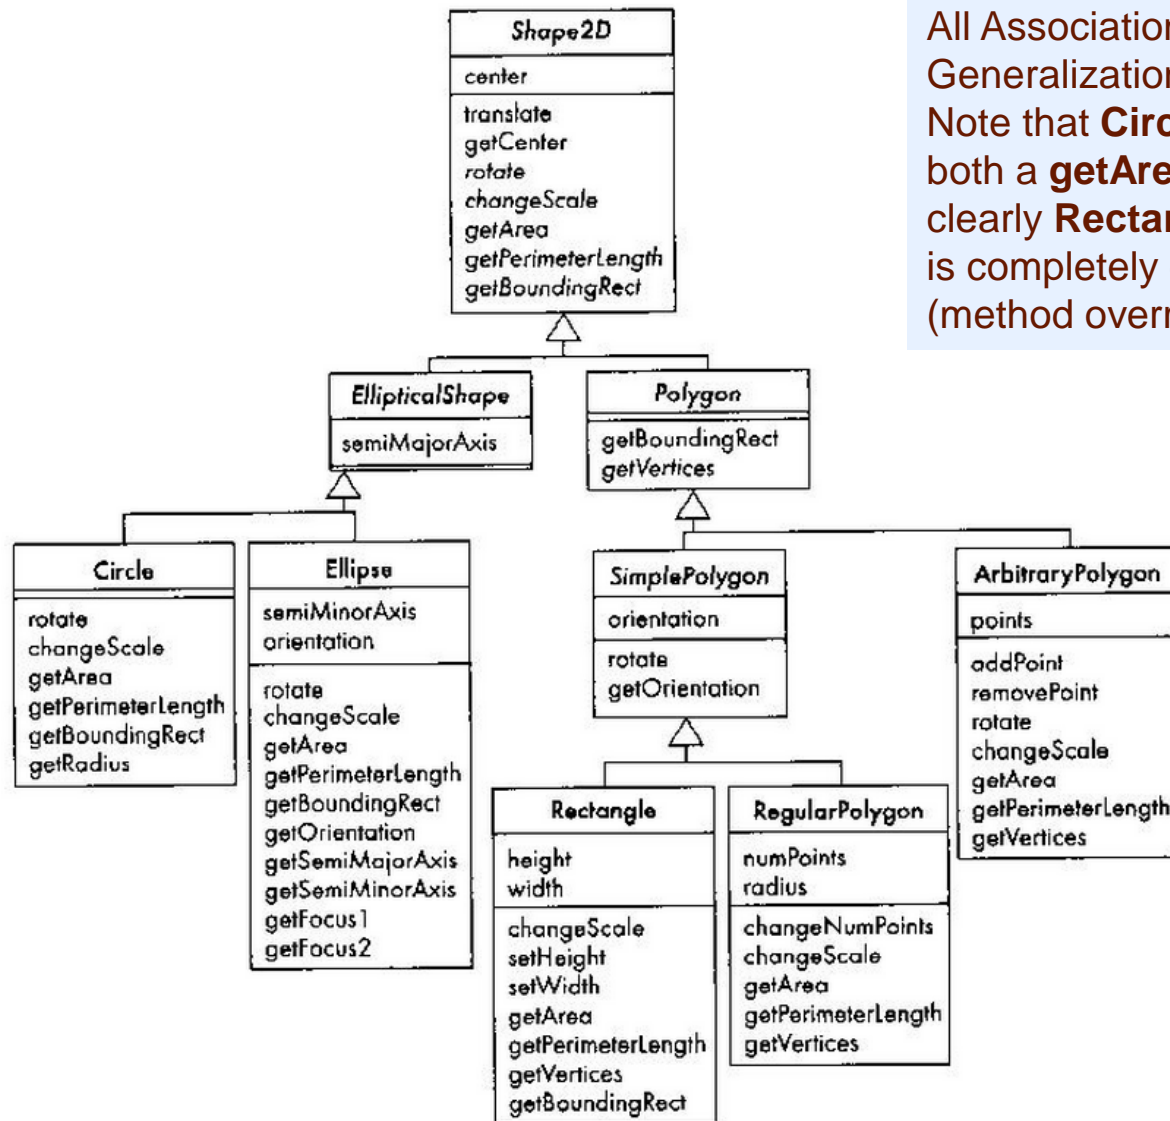 Shape2D
center
translate
getCenter
rotate
changeScale
getArea
getPerimeterLength
getBoundingRect
All Association
Generalization
Note that Circ
both a getAre
clearly Rectan
is completely
(method overr
EllipticalShape
semiMajorAxis
Polygon
getBoundingRect
getVertices
Circle
rotate
changeScale
getArea
getPerimeterLength
getBoundingRect
getRadius
Ellipse
semiMinorAxis
orientation
rotate
changeScale
getArea
getPerimeterLength
getBoundingRect
getOrientation
getSemiMajorAxis
getSemiMinorAxis
getFocus1
getFocus2
SimplePolygon
orientation
rotate
getOrientation
ArbitraryPolygon
points
addPoint
removePoint
rotate
changeScale
getArea
getPerimeterLength
getVertices
Rectangle
height
width
changeScale
setHeight
setWidth
getArea
getPerimeterLength
getVertices
getBoundingRect
RegularPolygon
numPoints
radius
changeNumPoints
changeScale
getArea
getPerimeterLength
getVertices